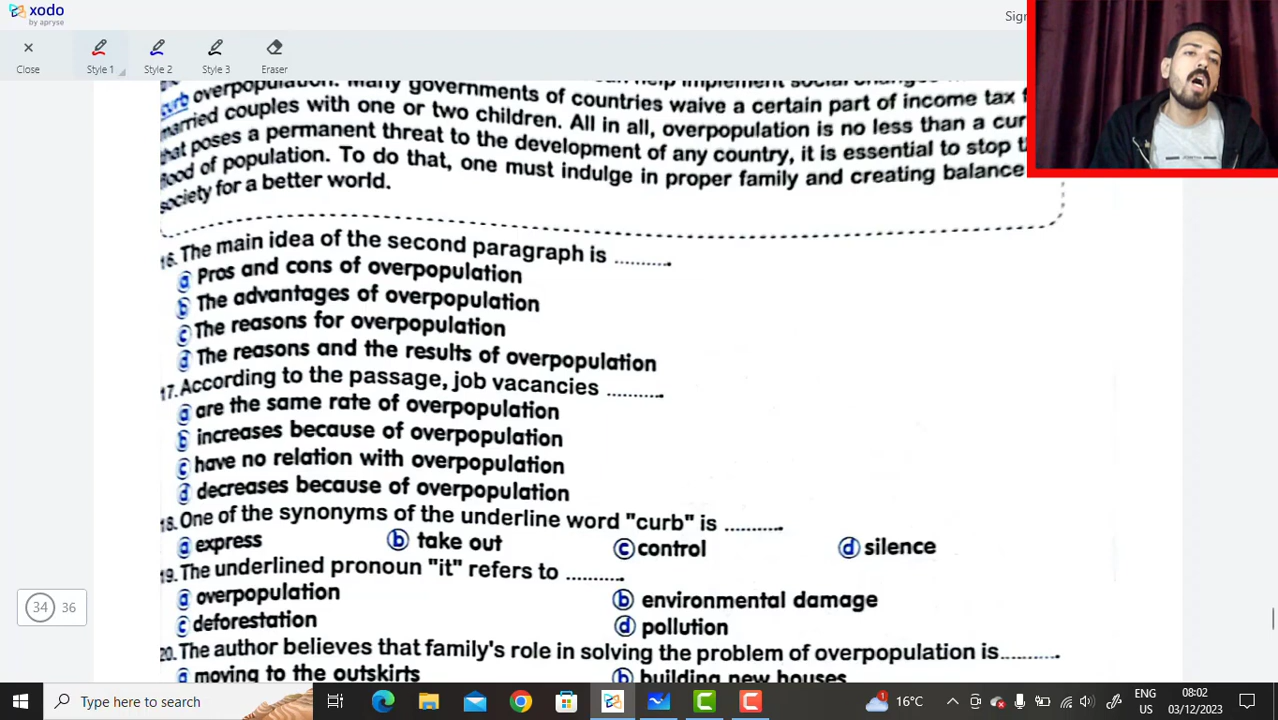 xodo
by apryse
Sign
Close
Style 1
Style 2
Style 3
Eraser
can help implement social changes
curb overpopulation. Many governments of countries waive a certain part of income tax
married couples with one or two children. All in all, overpopulation is no less than a
that poses a permanent threat to the development of any country, it is essential to stop
flood of population. To do that, one must indulge in proper family and creating balance
society for a better world.
16. The main idea of the second paragraph is ..........
a Pros and cons of overpopulation
b The advantages of overpopulation
c The reasons for overpopulation
d The reasons and the results of overpopulation
17. According to the passage, job vacancies ..........
a are the same rate of overpopulation
b increases because of overpopulation
c have no relation with overpopulation
d decreases because of overpopulation
18. One of the synonyms of the underline word "curb" is ..........
a express b take out c control d silence
19. The underlined pronoun "it" refers to ..........
a overpopulation b environmental damage
c deforestation d pollution
20. The author believes that family's role in solving the problem of overpopulation is..........
a moving to the outskirts b building new houses
34 36
Type here to search
1
16°C
ENG
US
08:02
03/12/2023